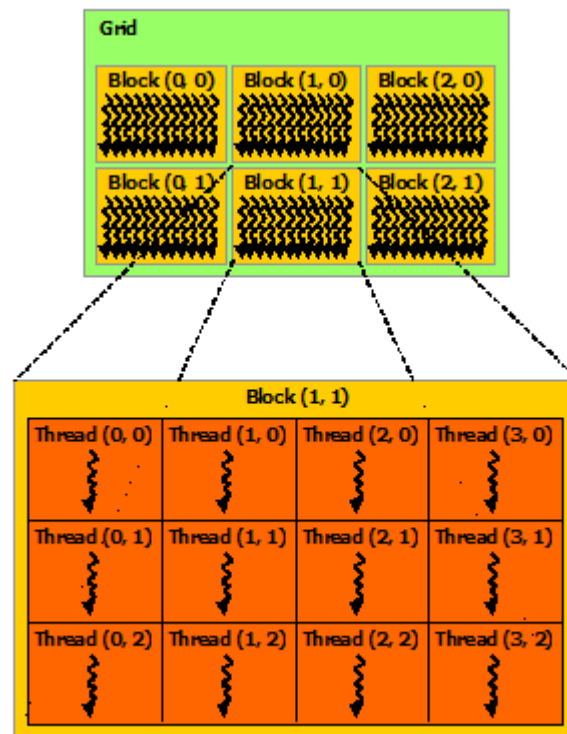 Grid
Block (0, 0) Block (1, 0) Block (2, 0)
Block (0, 1) Block (1, 1) Block (2, 1)
Block (1, 1)
Thread (0, 0) Thread (1, 0) Thread (2, 0) Thread (3, 0)
Thread (0, 1) Thread (1, 1) Thread (2, 1) Thread (3, 1)
Thread (0, 2) Thread (1, 2) Thread (2, 2) Thread (3, 2)